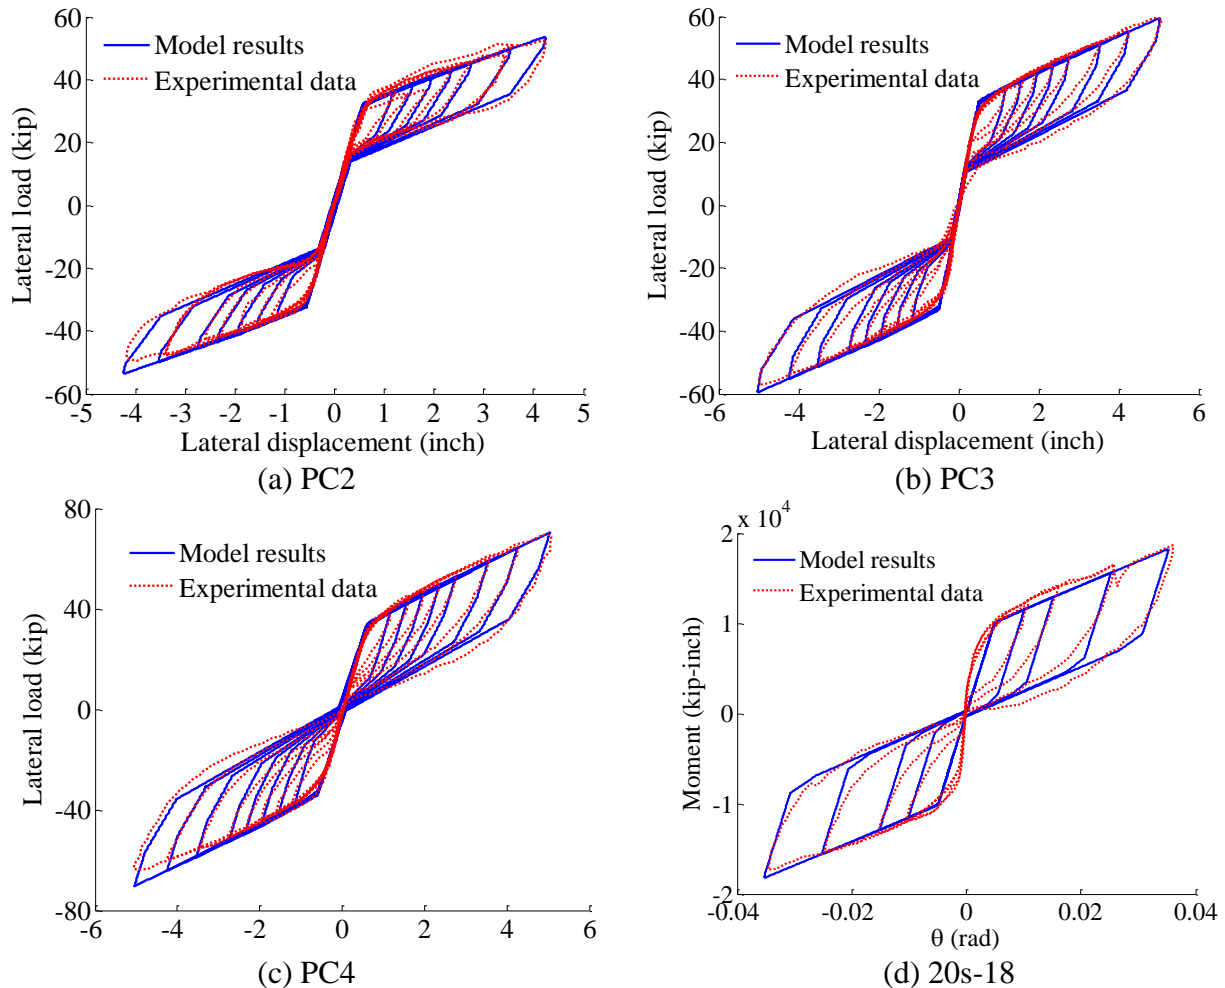 60
40
20
0
-20
-40
-60
Lateral load (kip)
Model results
Experimental data
-5 -4 -3 -2 -1 0 1 2 3 4 5
Lateral displacement (inch)
(a) PC2
60
40
20
0
-20
-40
-60
Lateral load (kip)
Model results
Experimental data
-6 -4 -2 0 2 4 6
Lateral displacement (inch)
(b) PC3
80
40
0
-40
-80
Lateral load (kip)
Model results
Experimental data
-6 -4 -2 0 2 4 6
(c) PC4
x 10^4
2
1
0
-1
-2
Moment (kip-inch)
Model results
Experimental data
-0.04 -0.02 0 0.02 0.04
θ (rad)
(d) 20s-18